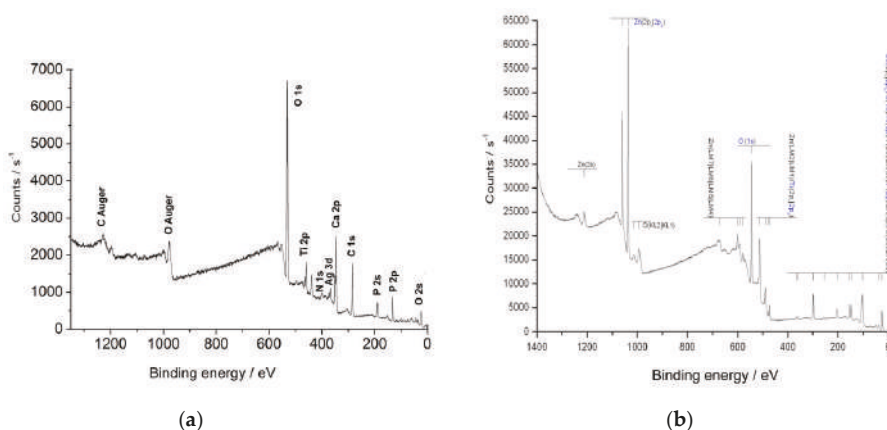 7000
6000
5000
4000
3000
2000
1000
0
Counts / s⁻¹
C Auger
O Auger
O 1s
Ti 2p
N 1s
Ag 3d
Ca 2p
C 1s
P 2s
P 2p
O 2s
1200 1000 800 600 400 200 0
Binding energy / eV
(a)
65000
60000
55000
50000
45000
40000
35000
30000
25000
20000
15000
10000
5000
0
Counts / s⁻¹
Zn(2s)
O (1s)
1400 1200 1000 800 600 400 200
Binding energy / eV
(b)